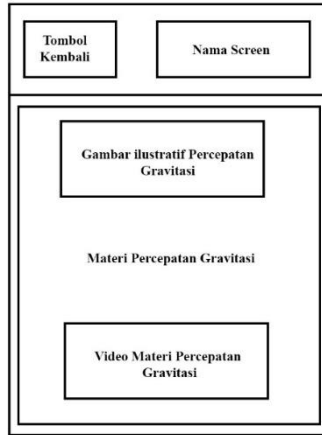 Tombol
Kembali
Nama Screen
Gambar ilustratif Percepatan
Gravitasi
Materi Percepatan Gravitasi
Video Materi Percepatan
Gravitasi